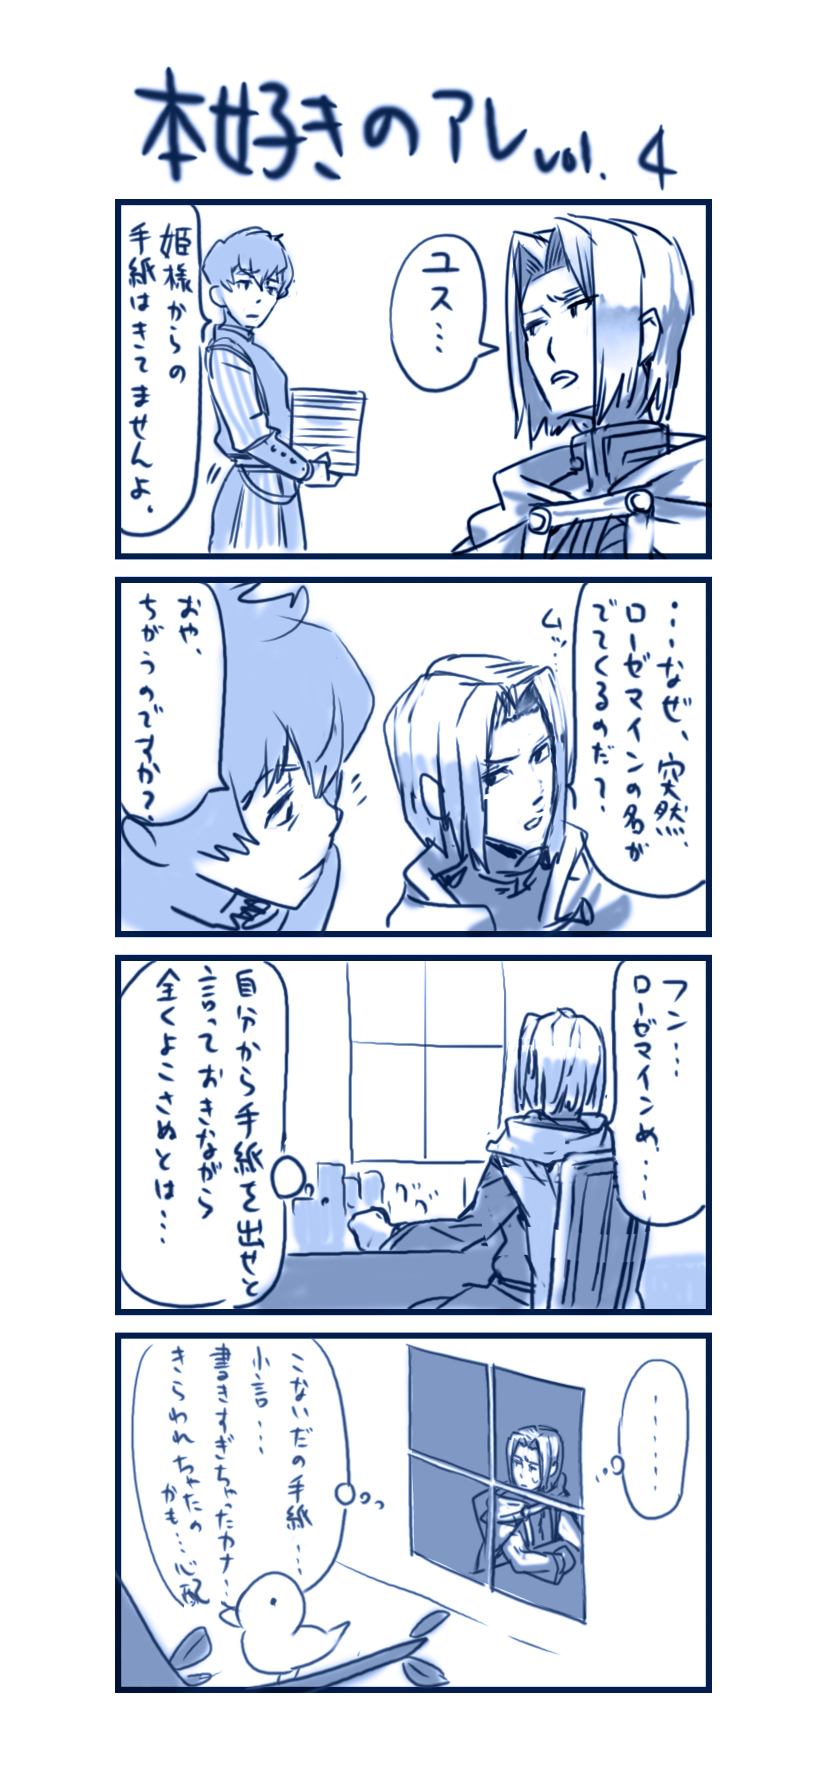 本好きのアレvol.4
ユス…
姫様からの
手紙はきてませんよ。
…なぜ、突然、
ローゼマインの名が
でてくるのだ?
ムッ…
おや、
ちがうのですか?
フン…
ローゼマインめ……
自分から手紙を出せと
言っておきながら
全くよこさぬとは…
………
こないだの手紙…
小言…
書きすぎちゃったカナ…
きらわれちゃたの
かも…心配